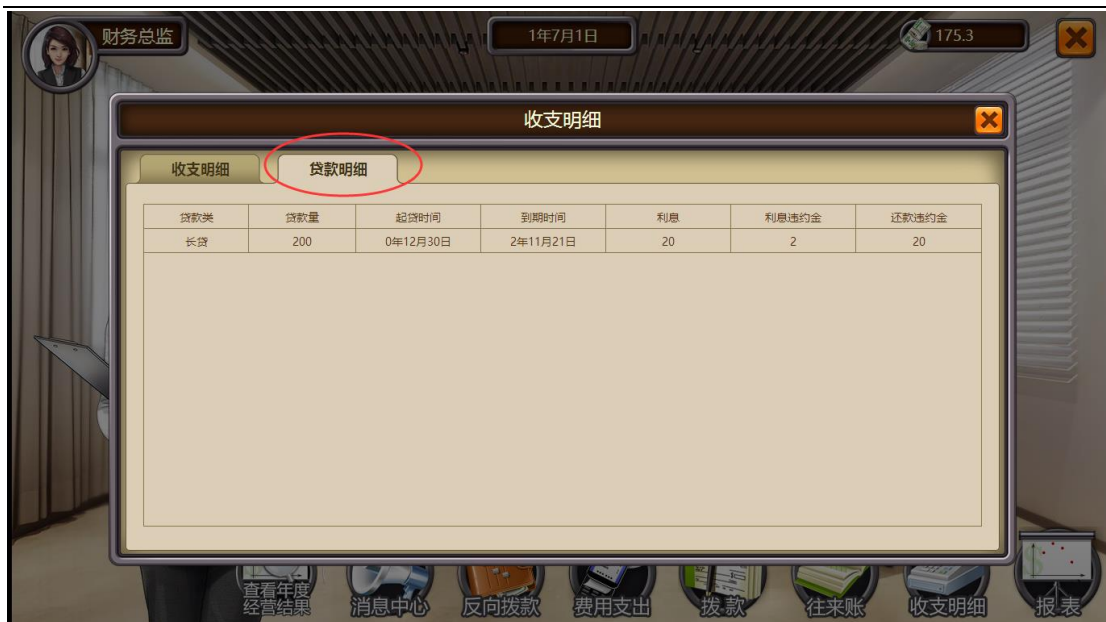 财务总监
1年7月1日
175.3
收支明细
收支明细
贷款明细
贷款类 贷款量 起贷时间 到期时间 利息 利息违约金 还款违约金
长贷 200 0年12月30日 2年11月21日 20 2 20
查看年度
经营结果
消息中心
反向拨款
费用支出
拨款
往来账
收支明细
报表